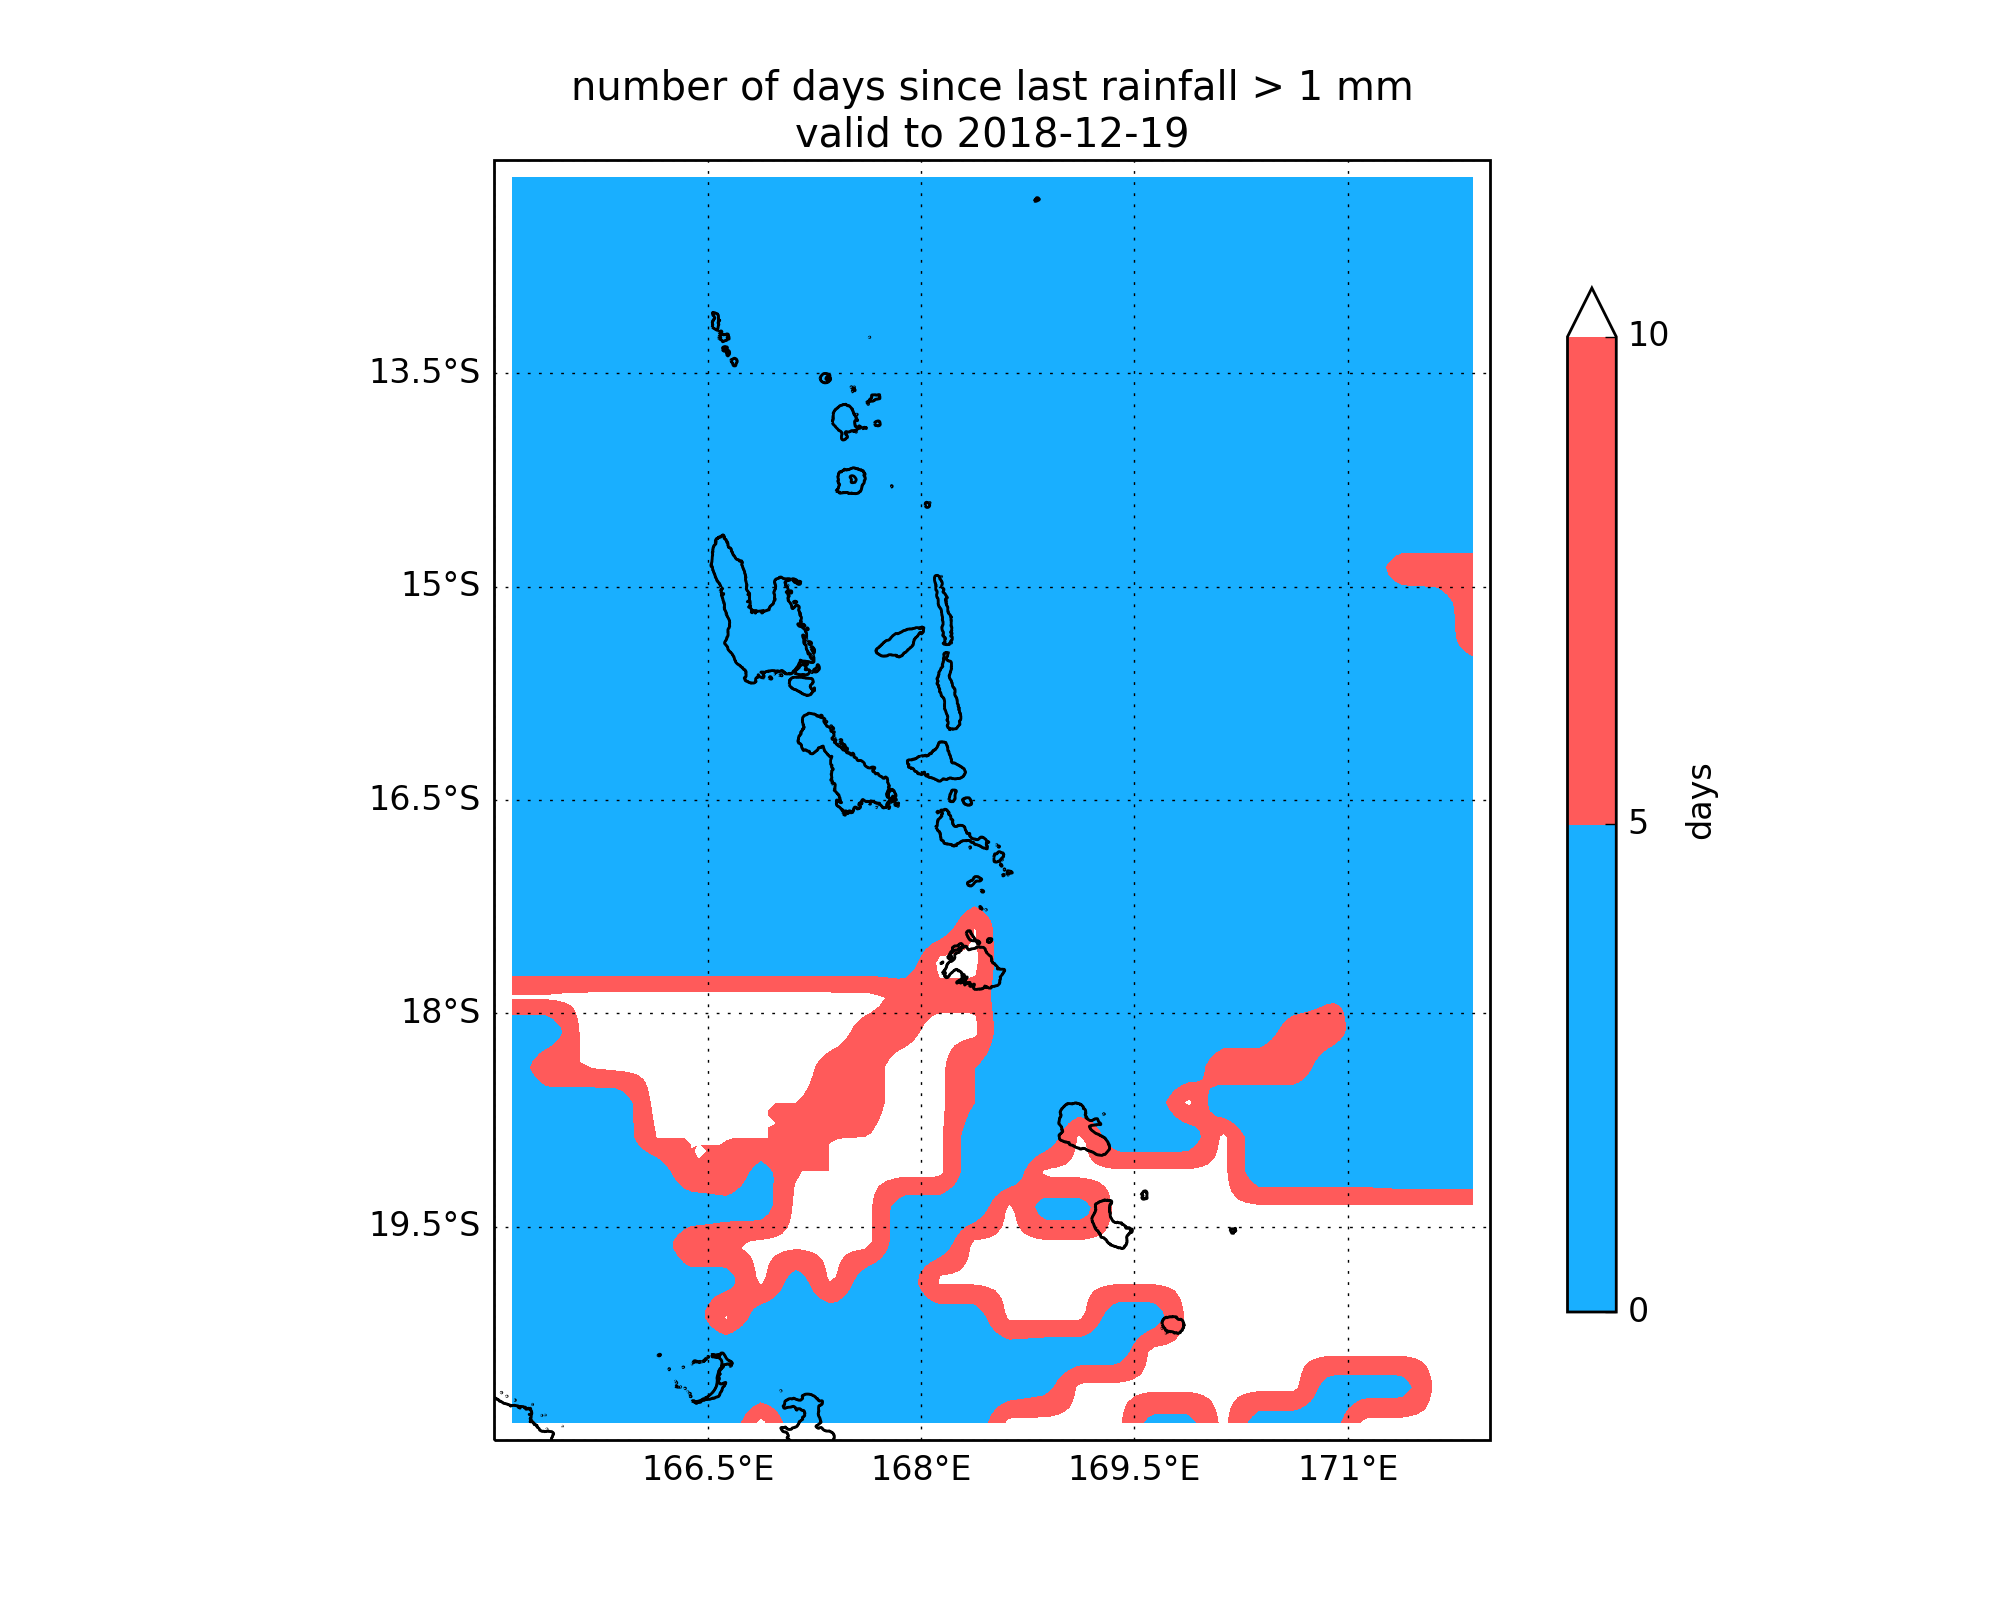 number of days since last rainfall > 1 mm
valid to 2018-12-19
13.5°S
15°S
16.5°S
18°S
19.5°S
166.5°E
168°E
169.5°E
171°E
10
5
0
days